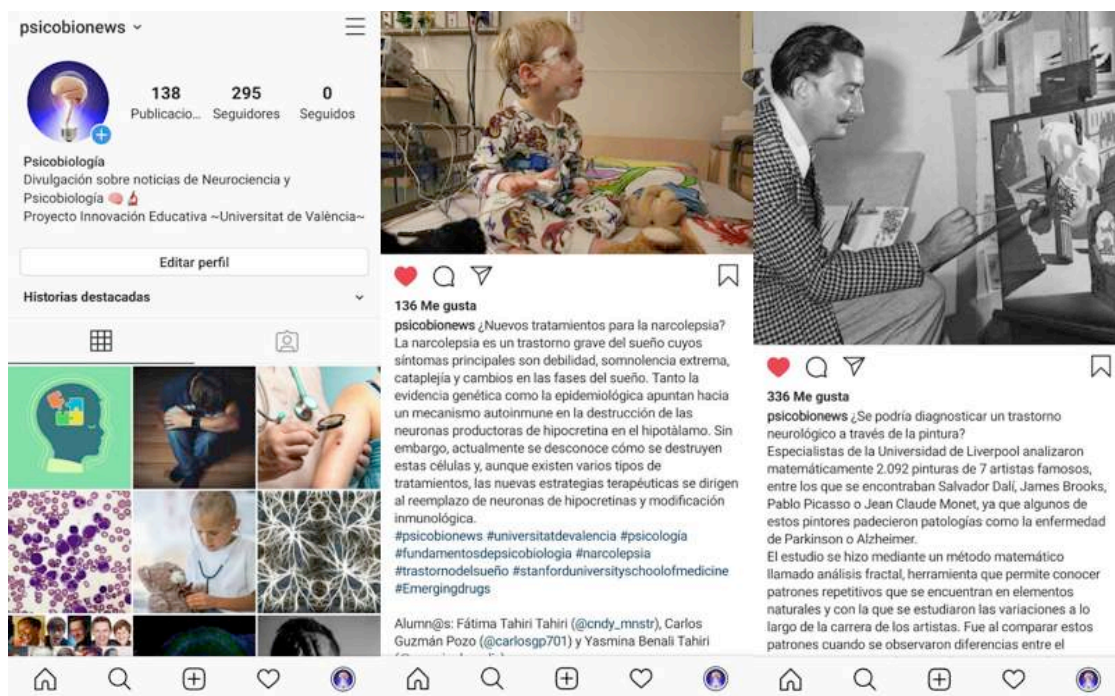 psicobionews
138
295
0
Publicacio... Seguidores Seguidos
Psicobiología
Divulgación sobre noticias de Neurociencia y
Psicobiología
Proyecto Innovación Educativa ~Universitat de València~
Editar perfil
Historias destacadas
136 Me gusta
psicobionews ¿Nuevos tratamientos para la narcolepsia?
La narcolepsia es un trastorno grave del sueño cuyos
síntomas principales son debilidad, somnolencia extrema,
cataplejía y cambios en las fases del sueño. Tanto la
evidencia genética como la epidemiológica apuntan hacia
un mecanismo autoinmune en la destrucción de las
neuronas productoras de hipocretina en el hipotàlamo. Sin
embargo, actualmente se desconoce cómo se destruyen
estas células y, aunque existen varios tipos de
tratamientos, las nuevas estrategias terapéuticas se dirigen
al reemplazo de neuronas de hipocretinas y modificación
inmunológica.
#psicobionews #universitatdevalencia #psicología
#fundamentosdepsicobiologia #narcolepsia
#trastornodelsueño #stanforduniversityschoolofmedicine
#Emergingdrugs
Alumn@s: Fátima Tahiri Tahiri (@cndy_mnstr), Carlos
Guzmán Pozo (@carlosgp701) y Yasmina Benali Tahiri
336 Me gusta
psicobionews ¿Se podría diagnosticar un trastorno
neurológico a través de la pintura?
Especialistas de la Universidad de Liverpool analizaron
matemáticamente 2.092 pinturas de 7 artistas famosos,
entre los que se encontraban Salvador Dalí, James Brooks,
Pablo Picasso o Jean Claude Monet, ya que algunos de
estos pintores padecieron patologías como la enfermedad
de Parkinson o Alzheimer.
El estudio se hizo mediante un método matemático
llamado análisis fractal, herramienta que permite conocer
patrones repetitivos que se encuentran en elementos
naturales y con la que se estudiaron las variaciones a lo
largo de la carrera de los artistas. Fue al comparar estos
patrones cuando se observaron diferencias entre el